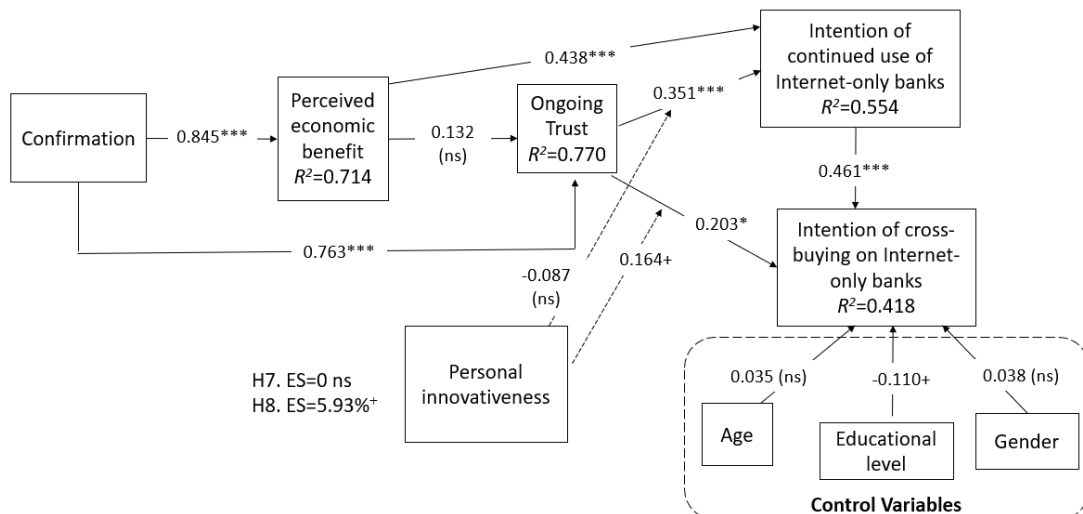 Confirmation
0.845***
Perceived
economic
benefit
R²=0.714
0.438***
0.132
(ns)
Ongoing
Trust
R²=0.770
0.351***
Intention of
continued use of
Internet-only banks
R²=0.554
0.461***
0.763***
0.203*
-0.087
(ns)
0.164+
Intention of cross-
buying on Internet-
only banks
R²=0.418
H7. ES=0 ns
H8. ES=5.93%⁺
Personal
innovativeness
0.035 (ns)
-0.110+
0.038 (ns)
Age
Educational
level
Gender
Control Variables